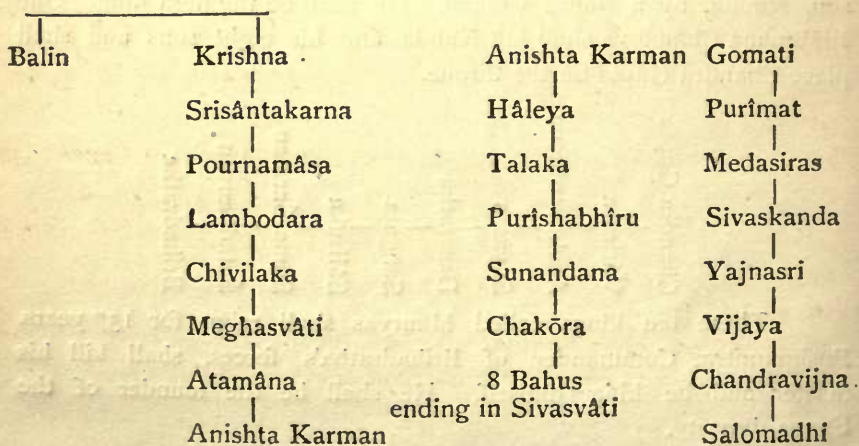 Balin Krishna. Anishta Karman Gomati
Srisântakarna Hâleya Purîmat
Pournamâsa Talaka Medasiras
Lambodara Purîshabhîru Sivaskanda
Chivilaka Sunandana Yajnasri
Meghasvâti Chakōra Vijaya
Atamâna 8 Bahus Chandravijna.
ending in Sivasvâti
Anishta Karman Salomadhi